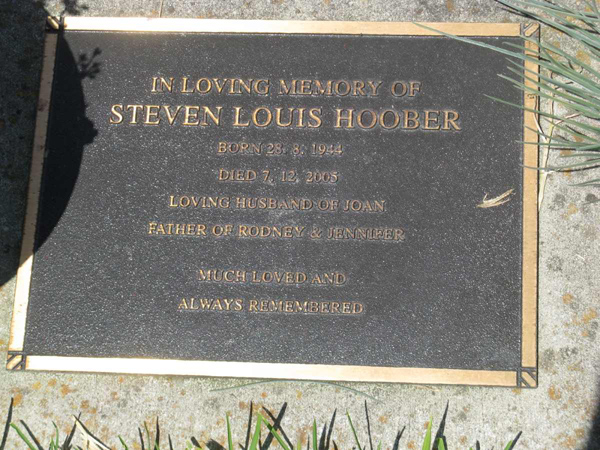 IN LOVING MEMORY OF
STEVEN LOUIS HOOBER
BORN 28. 8. 1944
DIED 7. 12. 2005
LOVING HUSBAND OF JOAN
FATHER OF RODNEY & JENNIFER
MUCH LOVED AND
ALWAYS REMEMBERED